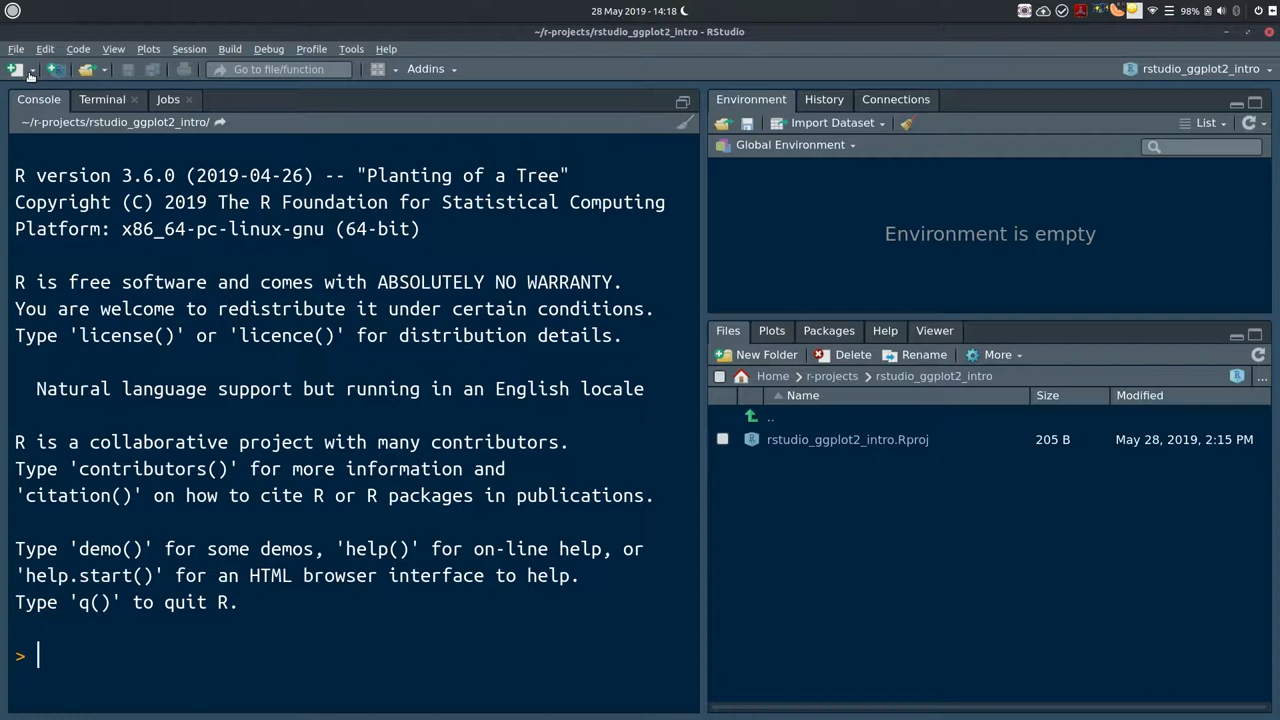 28 May 2019 - 14:18
98%
~/r-projects/rstudio_ggplot2_intro - RStudio
File Edit Code View Plots Session Build Debug Profile Tools Help
Go to file/function Addins rstudio_ggplot2_intro
Console Terminal Jobs
~/r-projects/rstudio_ggplot2_intro/
R version 3.6.0 (2019-04-26) -- "Planting of a Tree"
Copyright (C) 2019 The R Foundation for Statistical Computing
Platform: x86_64-pc-linux-gnu (64-bit)
R is free software and comes with ABSOLUTELY NO WARRANTY.
You are welcome to redistribute it under certain conditions.
Type 'license()' or 'licence()' for distribution details.
Natural language support but running in an English locale
R is a collaborative project with many contributors.
Type 'contributors()' for more information and
'citation()' on how to cite R or R packages in publications.
Type 'demo()' for some demos, 'help()' for on-line help, or
'help.start()' for an HTML browser interface to help.
Type 'q()' to quit R.
>
Environment History Connections
Import Dataset List
Global Environment
Environment is empty
Files Plots Packages Help Viewer
New Folder Delete Rename More
Home r-projects rstudio_ggplot2_intro ...
Name Size Modified
..
rstudio_ggplot2_intro.Rproj 205 B May 28, 2019, 2:15 PM